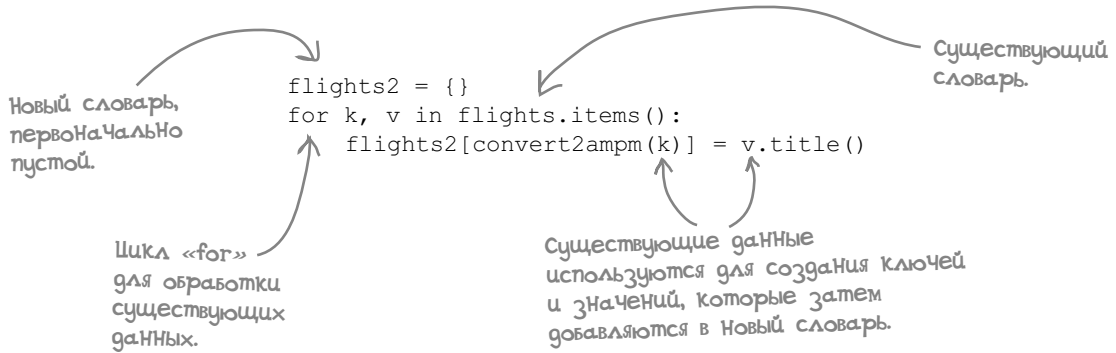 Новый словарь,
первоначально
пустой.
flights2 = {}
for k, v in flights.items():
    flights2[convert2ampm(k)] = v.title()
Существующий
словарь.
Цикл «for»
для обработки
существующих
данных.
Существующие данные
используются для создания ключей
и значений, которые затем
добавляются в новый словарь.